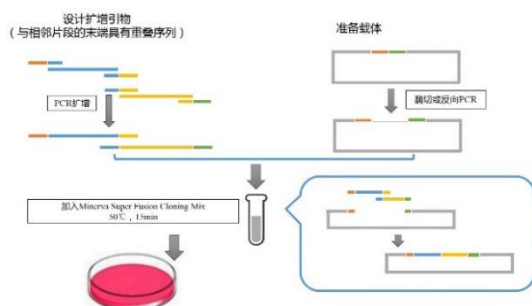 设计扩增引物
（与相邻片段的末端具有重叠序列）
准备载体
PCR扩增
酶切或反向PCR
加入Minerva Super Fusion Cloning Mix
50℃，15min